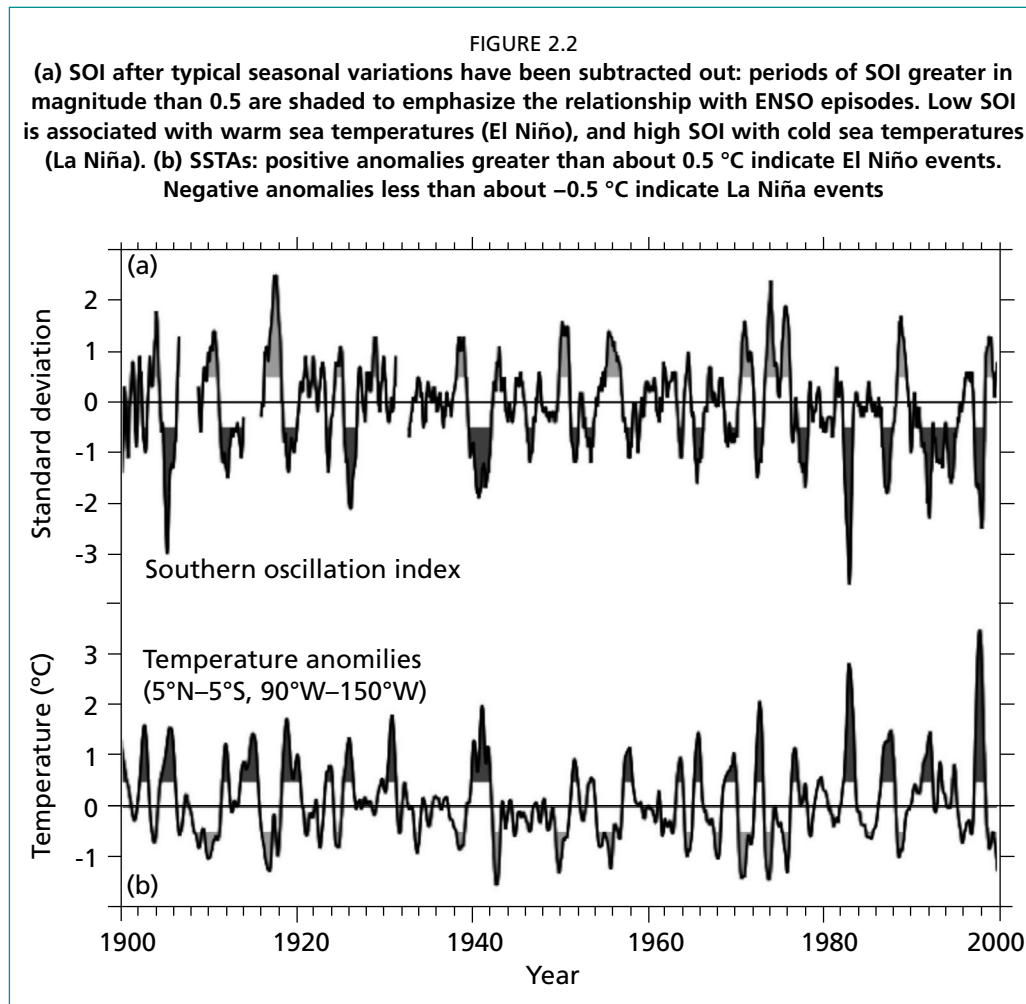 FIGURE 2.2
(a) SOI after typical seasonal variations have been subtracted out: periods of SOI greater in
magnitude than 0.5 are shaded to emphasize the relationship with ENSO episodes. Low SOI
is associated with warm sea temperatures (El Niño), and high SOI with cold sea temperatures
(La Niña). (b) SSTAs: positive anomalies greater than about 0.5 °C indicate El Niño events.
Negative anomalies less than about −0.5 °C indicate La Niña events
(a)
2
1
0
-1
-2
-3
Standard deviation
Southern oscillation index
Temperature anomilies
(5°N–5°S, 90°W–150°W)
3
2
1
0
-1
Temperature (°C)
(b)
1900 1920 1940 1960 1980 2000
Year